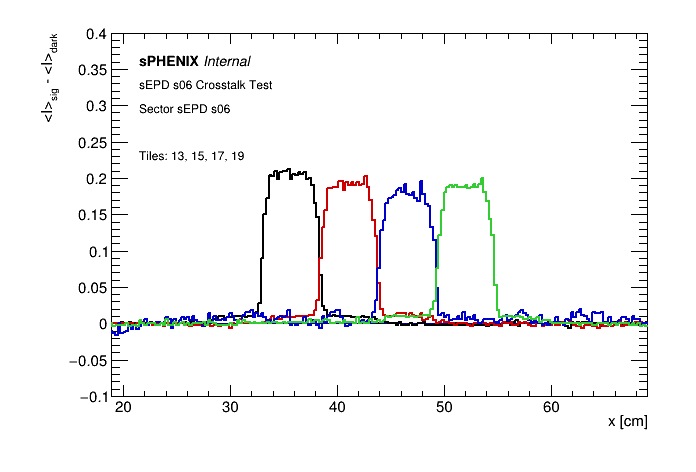 <I>sig - <I>dark
0.4
0.35
0.3
0.25
0.2
0.15
0.1
0.05
0
−0.05
−0.1
sPHENIX Internal
sEPD s06 Crosstalk Test
Sector sEPD s06
Tiles: 13, 15, 17, 19
20 30 40 50 60
x [cm]